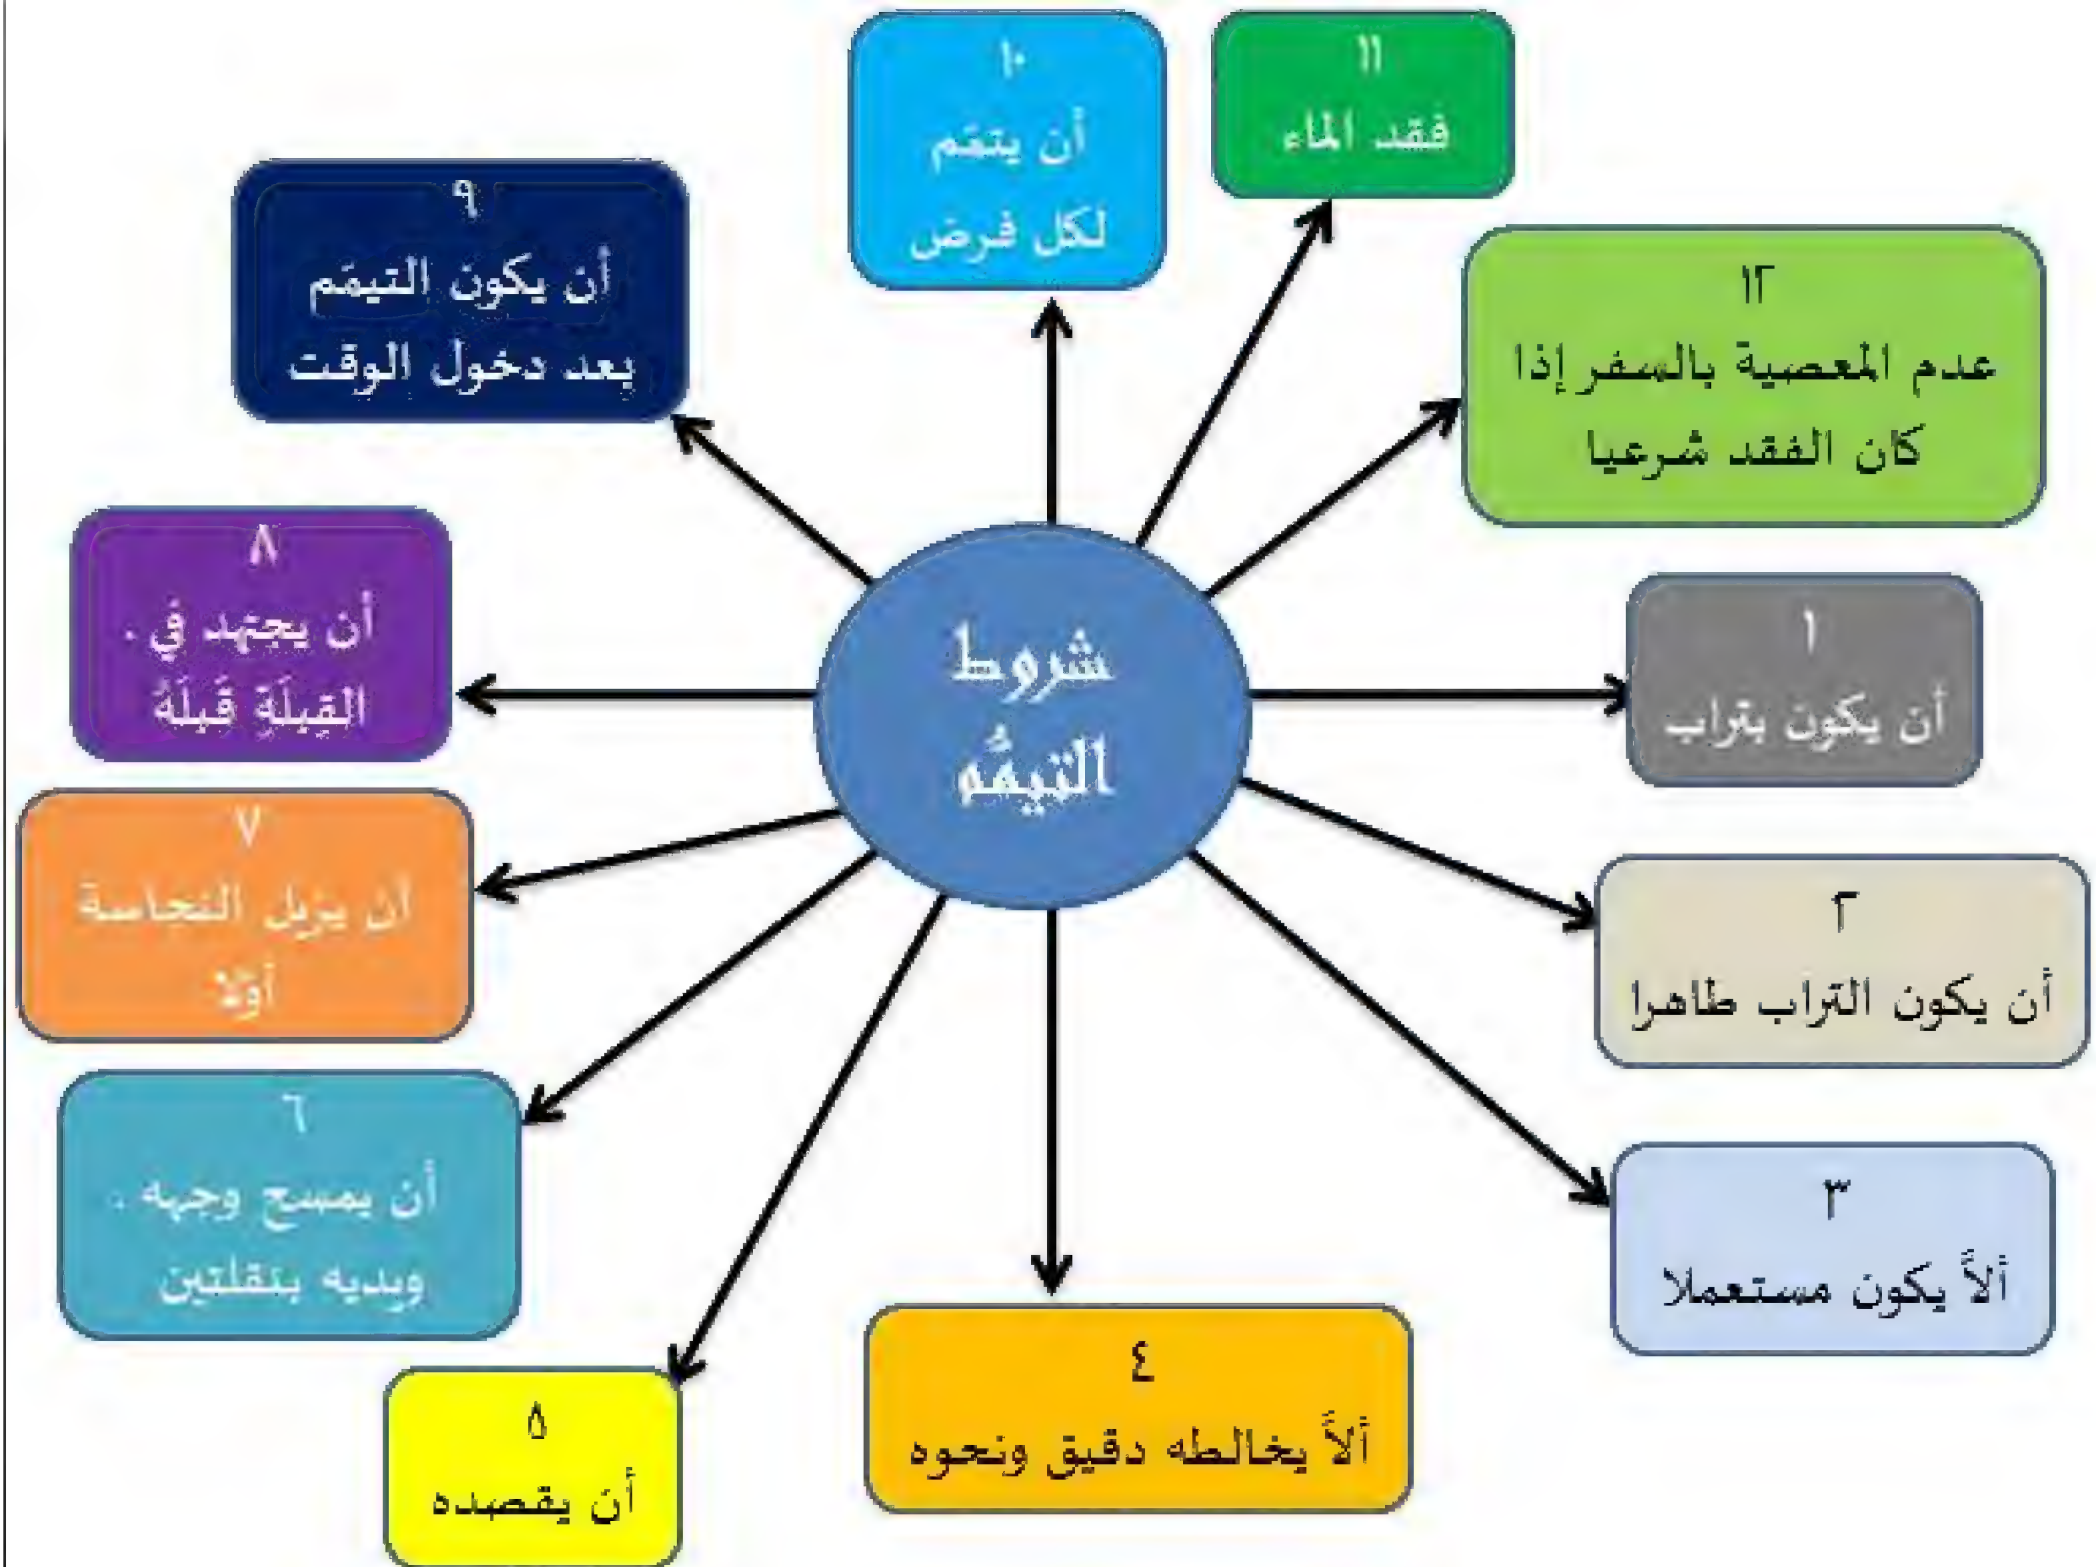 شروط
التيمُّم
١
أن يكون بتراب
٢
أن يكون التراب طاهرا
٣
ألاَّ يكون مستعملا
٤
ألاَّ يخالطه دقيق ونحوه
٥
أن يقصده
٦
أن يمسح وجهه .
ويديه بنقلتين
٧
أن يزيل النجاسة
أولا
٨
أن يجتهد في .
القِبلَةِ قَبلَهُ
٩
أن يكون التيمّم
بعد دخول الوقت
١٠
أن يتمّم
لكل فرض
١١
فقد الماء
١٢
عدم المعصية بالسفر إذا
كان الفقد شرعيا